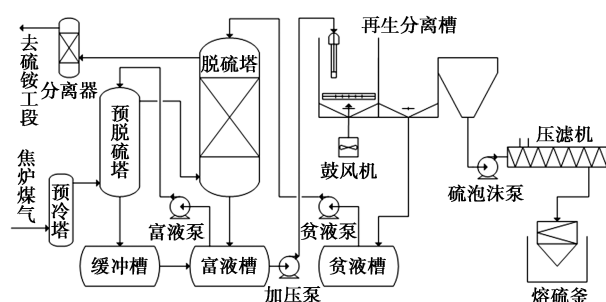 再生分离槽
脱硫塔
去硫铵工段
分离器
预脱硫塔
压滤机
焦炉煤气
预冷塔
鼓风机
硫泡沫泵
富液泵
贫液泵
缓冲槽
富液槽
贫液槽
加压泵
熔硫釜